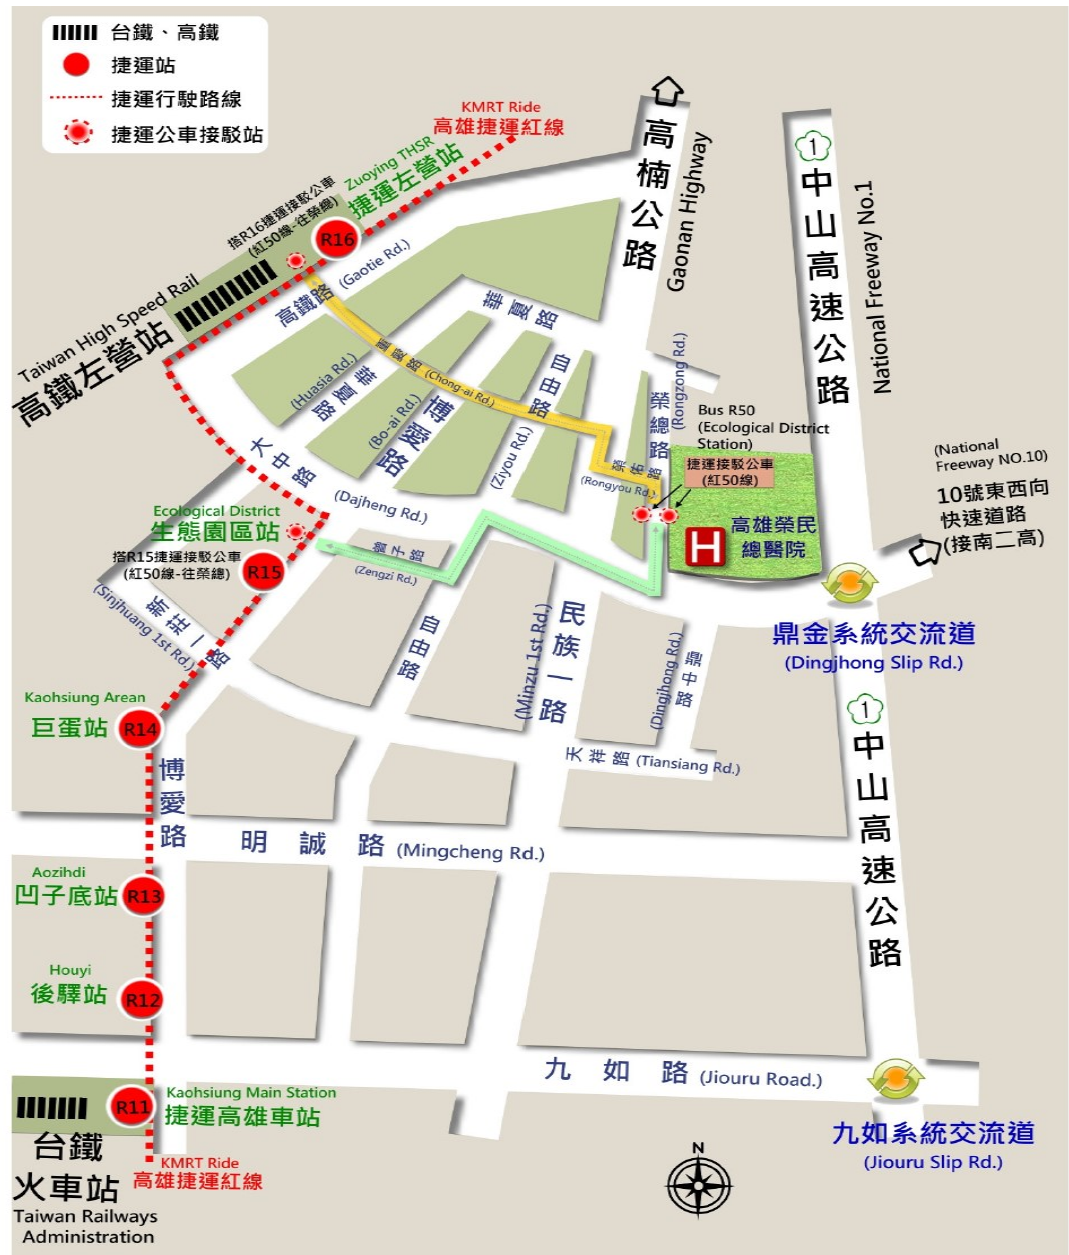 台鐵、高鐵
捷運站
捷運行駛路線
捷運公車接駁站
KMRT Ride
高雄捷運紅線
Zuoying THSR
捷運左營站
搭R16捷運接駁公車
(紅50線-往榮總)
R16
Taiwan High Speed Rail
高鐵左營站
高鐵路
(Gaotie Rd.)
高楠公路
Gaonan Highway
1
中山高速公路
National Freeway No.1
華夏路
重愛路
(Chong-ai Rd.)
(Huasia Rd.)
華夏路
(Bo-ai Rd.)
博愛路
自由路
(Ziyou Rd.)
榮總路
(Rongzong Rd.)
Bus R50
(Ecological District
Station)
捷運接駁公車
(紅50線)
榮佑路
(Rongyou Rd.)
H
高雄榮民
總醫院
(National
Freeway NO.10)
10號東西向
快速道路
(接南二高)
大中路
(Dajheng Rd.)
Ecological District
生態園區站
搭R15捷運接駁公車
(紅50線-往榮總)
R15
曾子路
(Zengzi Rd.)
新莊一路
(Sinjhuang 1st Rd.)
自由路
民族一路
(Minzu 1st Rd.)
鼎中路
(Dingjhong Rd.)
鼎金系統交流道
(Dingjhong Slip Rd.)
Kaohsiung Arean
巨蛋站
R14
天祥路 (Tiansiang Rd.)
1
中山高速公路
博愛路
明誠路 (Mingcheng Rd.)
Aozihdi
凹子底站
R13
Houyi
後驛站
R12
九如路 (Jiouru Road.)
R11
Kaohsiung Main Station
捷運高雄車站
台鐵
火車站
Taiwan Railways
Administration
KMRT Ride
高雄捷運紅線
九如系統交流道
(Jiouru Slip Rd.)
N